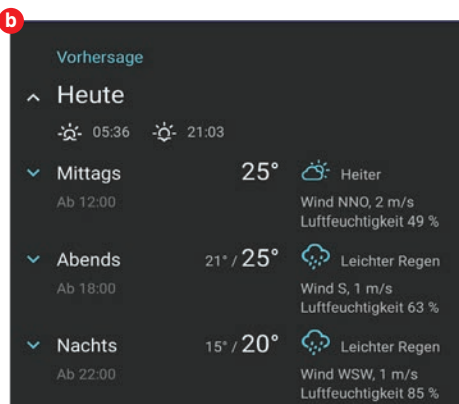 b
Vorhersage
Heute
05:36 21:03
Mittags 25° Heiter
Ab 12:00 Wind NNO, 2 m/s
Luftfeuchtigkeit 49 %
Abends 21° / 25° Leichter Regen
Ab 18:00 Wind S, 1 m/s
Luftfeuchtigkeit 63 %
Nachts 15° / 20° Leichter Regen
Ab 22:00 Wind WSW, 1 m/s
Luftfeuchtigkeit 85 %